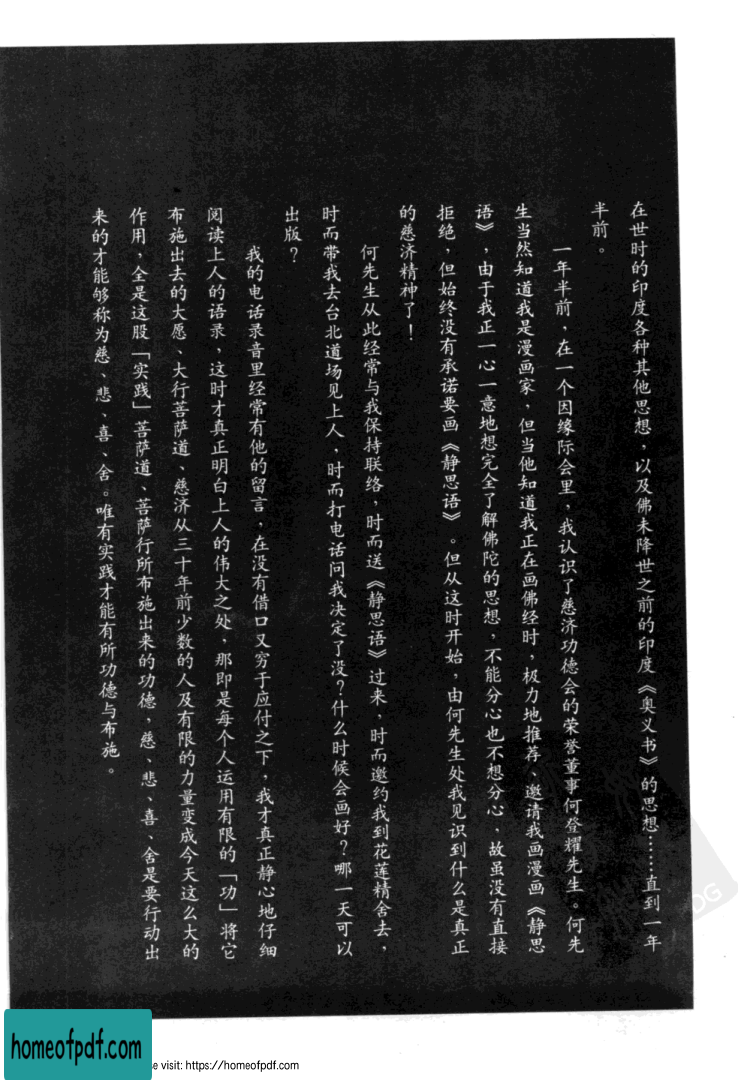 在世时的印度各种其他思想、以及佛未降世之前的印度《奥义书》的思想……直到一年
半前。
一年半前，在一个因缘际会里，我认识了慈济功德会的荣誉董事何登耀先生。何先
生当然知道我是漫画家，但当他知道我正在画佛经时，极力地推荐、邀请我画漫画《静思
语》，由于我正一心一意地想完全了解佛陀的思想，不能分心也不想分心，故虽没有直接
拒绝，但始终没有承诺要画《静思语》。但从这时开始，由何先生处我见识到什么是真正
的慈济精神了！
何先生从此经常与我保持联络，时而送《静思语》过来，时而邀约我到花莲精舍去，
时而带我去台北道场见上人，时而打电话问我决定了没？什么时候会画好？哪一天可以
出版？
我的电话录音里经常有他的留言，在没有借口又穷于应付之下，我才真正静心地仔细
阅读上人的语录，这时才真正明白上人的伟大之处，那即是每个人运用有限的「功」将它
布施出去的大愿、大行菩萨道、慈济从三十年前少数的人及有限的力量变成今天这么大的
作用，全是这股「实践」菩萨道、菩萨行所布施出来的功德，慈、悲、喜、舍是要行动出
来的才能够称为慈、悲、喜、舍。唯有实践才能有所功德与布施。
OG
homeofpdf.com
e visit: https://homeofpdf.com